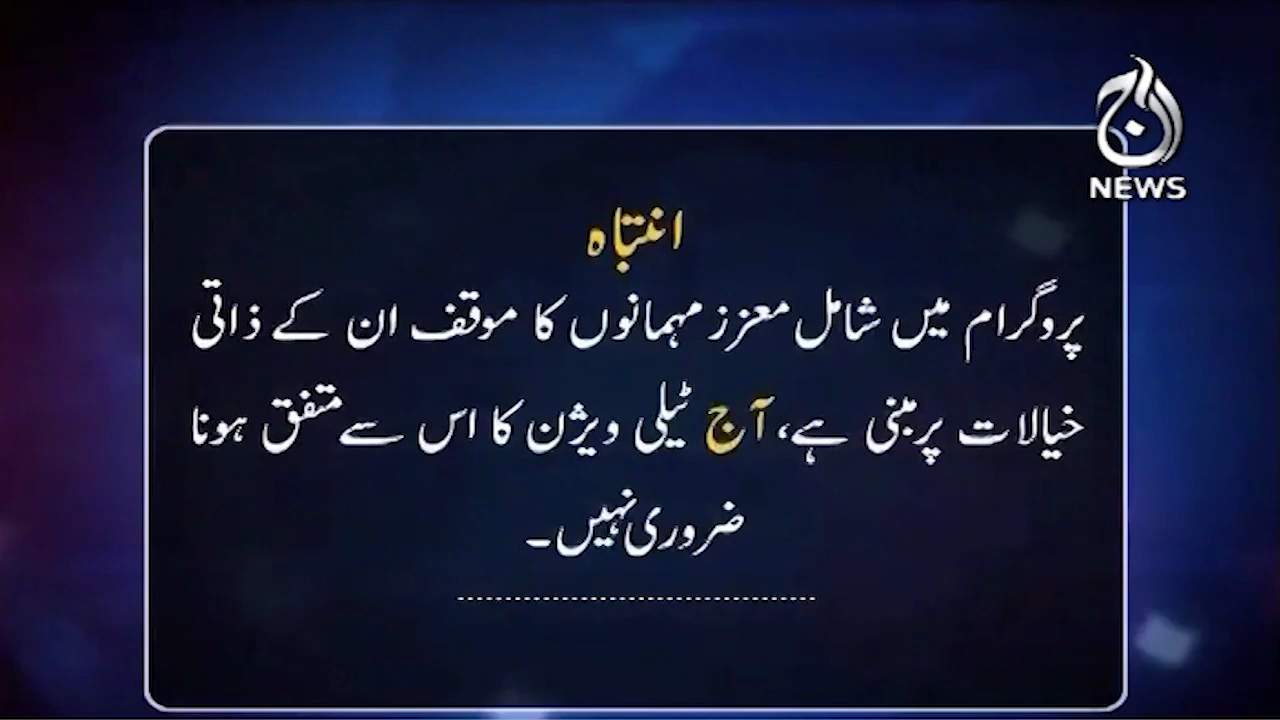 آج
NEWS
انتباہ
پروگرام میں شامل معزز مہمانوں کا موقف ان کے ذاتی
خیالات پر مبنی ہے، آج ٹیلی ویژن کا اس سے متفق ہونا
ضروری نہیں۔